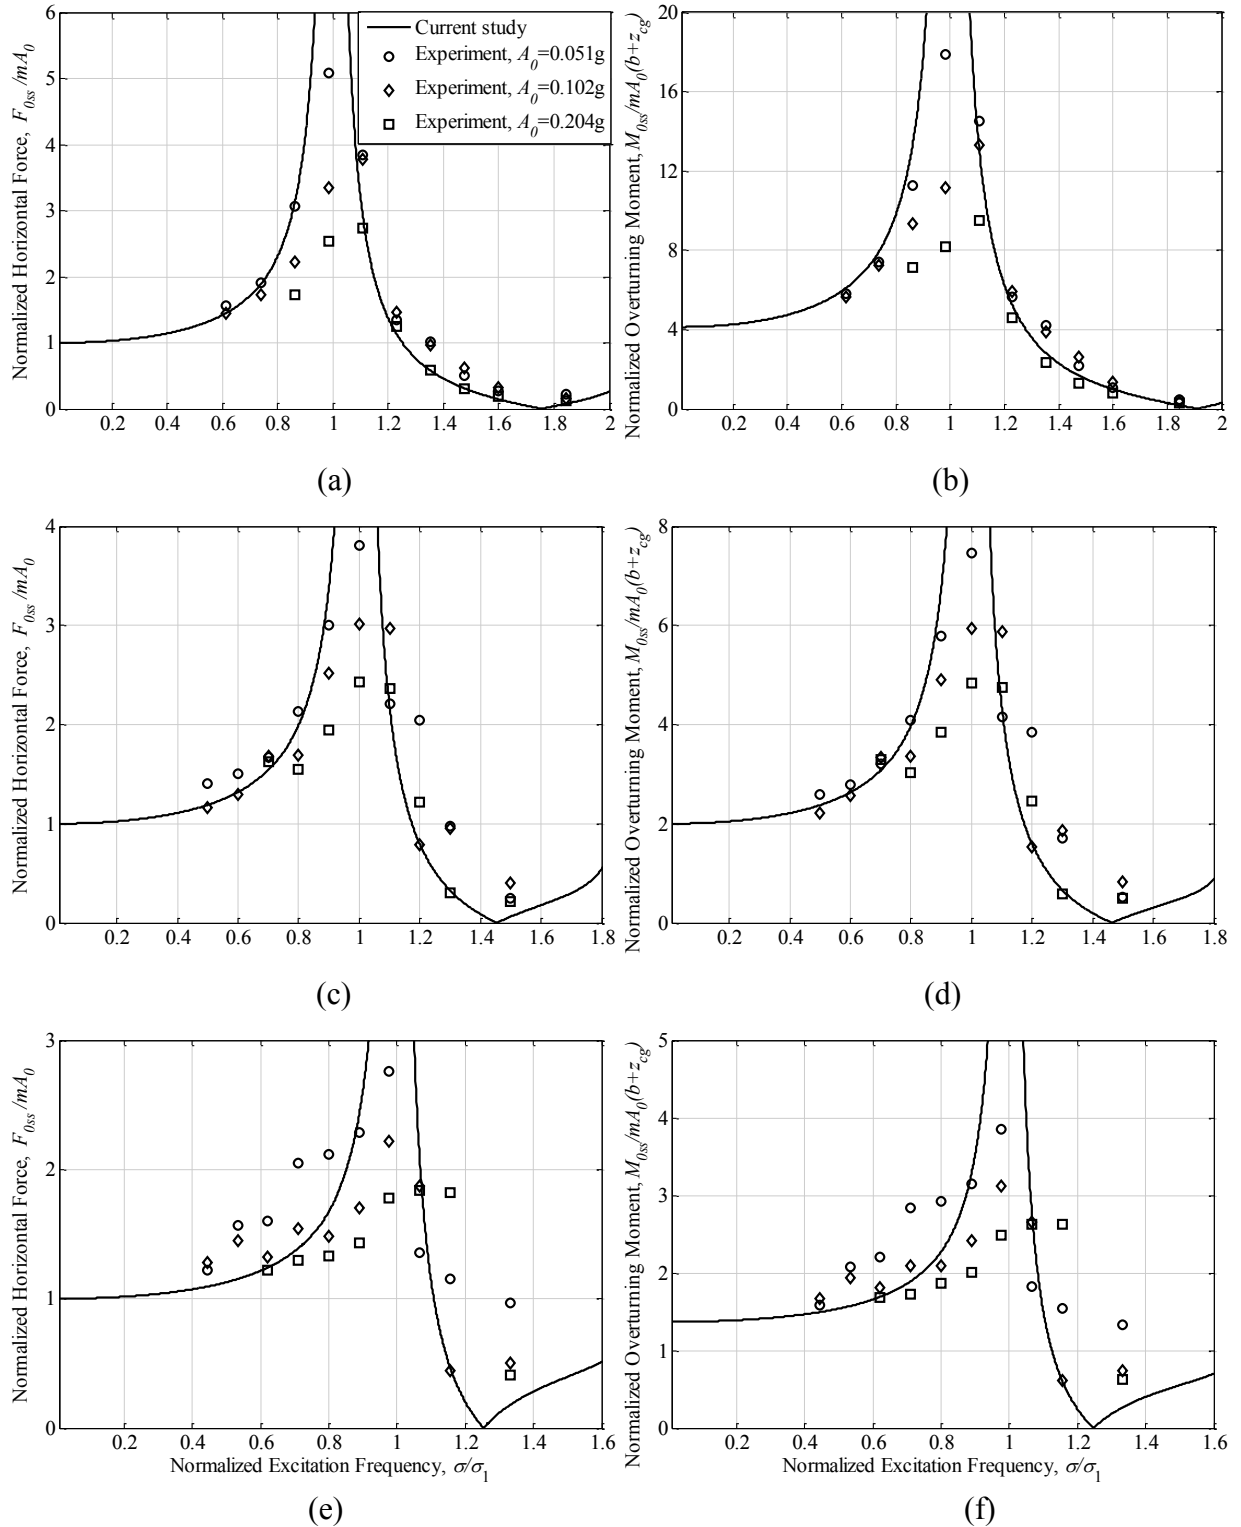 Normalized Horizontal Force, F0ss/mA0
6
5
4
3
2
1
0
0.2 0.4 0.6 0.8 1 1.2 1.4 1.6 1.8 2
Current study
Experiment, A0=0.051g
Experiment, A0=0.102g
Experiment, A0=0.204g
(a)
Normalized Overturning Moment, M0ss/mA0(b+zcg)
20
16
12
8
4
0
0.2 0.4 0.6 0.8 1 1.2 1.4 1.6 1.8 2
(b)
Normalized Horizontal Force, F0ss/mA0
4
3
2
1
0
0.2 0.4 0.6 0.8 1 1.2 1.4 1.6 1.8
(c)
Normalized Overturning Moment, M0ss/mA0(b+zcg)
8
6
4
2
0
0.2 0.4 0.6 0.8 1 1.2 1.4 1.6 1.8
(d)
Normalized Horizontal Force, F0ss/mA0
3
2
1
0
0.2 0.4 0.6 0.8 1 1.2 1.4 1.6
Normalized Excitation Frequency, σ/σ1
(e)
Normalized Overturning Moment, M0ss/mA0(b+zcg)
5
4
3
2
1
0
0.2 0.4 0.6 0.8 1 1.2 1.4 1.6
Normalized Excitation Frequency, σ/σ1
(f)